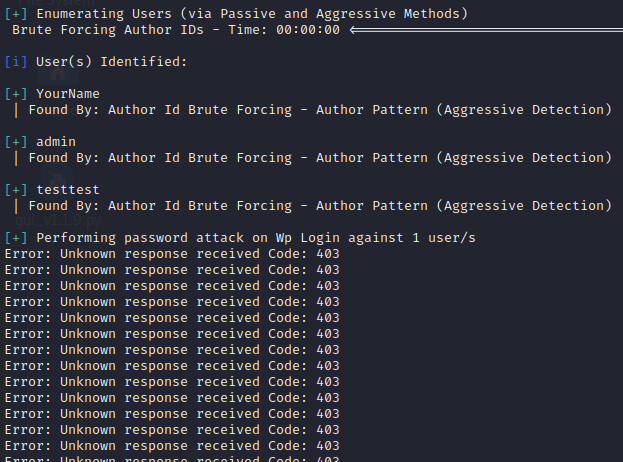 [+] Enumerating Users (via Passive and Aggressive Methods)
Brute Forcing Author IDs - Time: 00:00:00 <==================================
[i] User(s) Identified:
[+] YourName
| Found By: Author Id Brute Forcing - Author Pattern (Aggressive Detection)
[+] admin
| Found By: Author Id Brute Forcing - Author Pattern (Aggressive Detection)
[+] testtest
| Found By: Author Id Brute Forcing - Author Pattern (Aggressive Detection)
[+] Performing password attack on Wp Login against 1 user/s
Error: Unknown response received Code: 403
Error: Unknown response received Code: 403
Error: Unknown response received Code: 403
Error: Unknown response received Code: 403
Error: Unknown response received Code: 403
Error: Unknown response received Code: 403
Error: Unknown response received Code: 403
Error: Unknown response received Code: 403
Error: Unknown response received Code: 403
Error: Unknown response received Code: 403
Error: Unknown response received Code: 403
Error: Unknown response received Code: 403
Error: Unknown response received Code: 403
Error: Unknown response received Code: 403